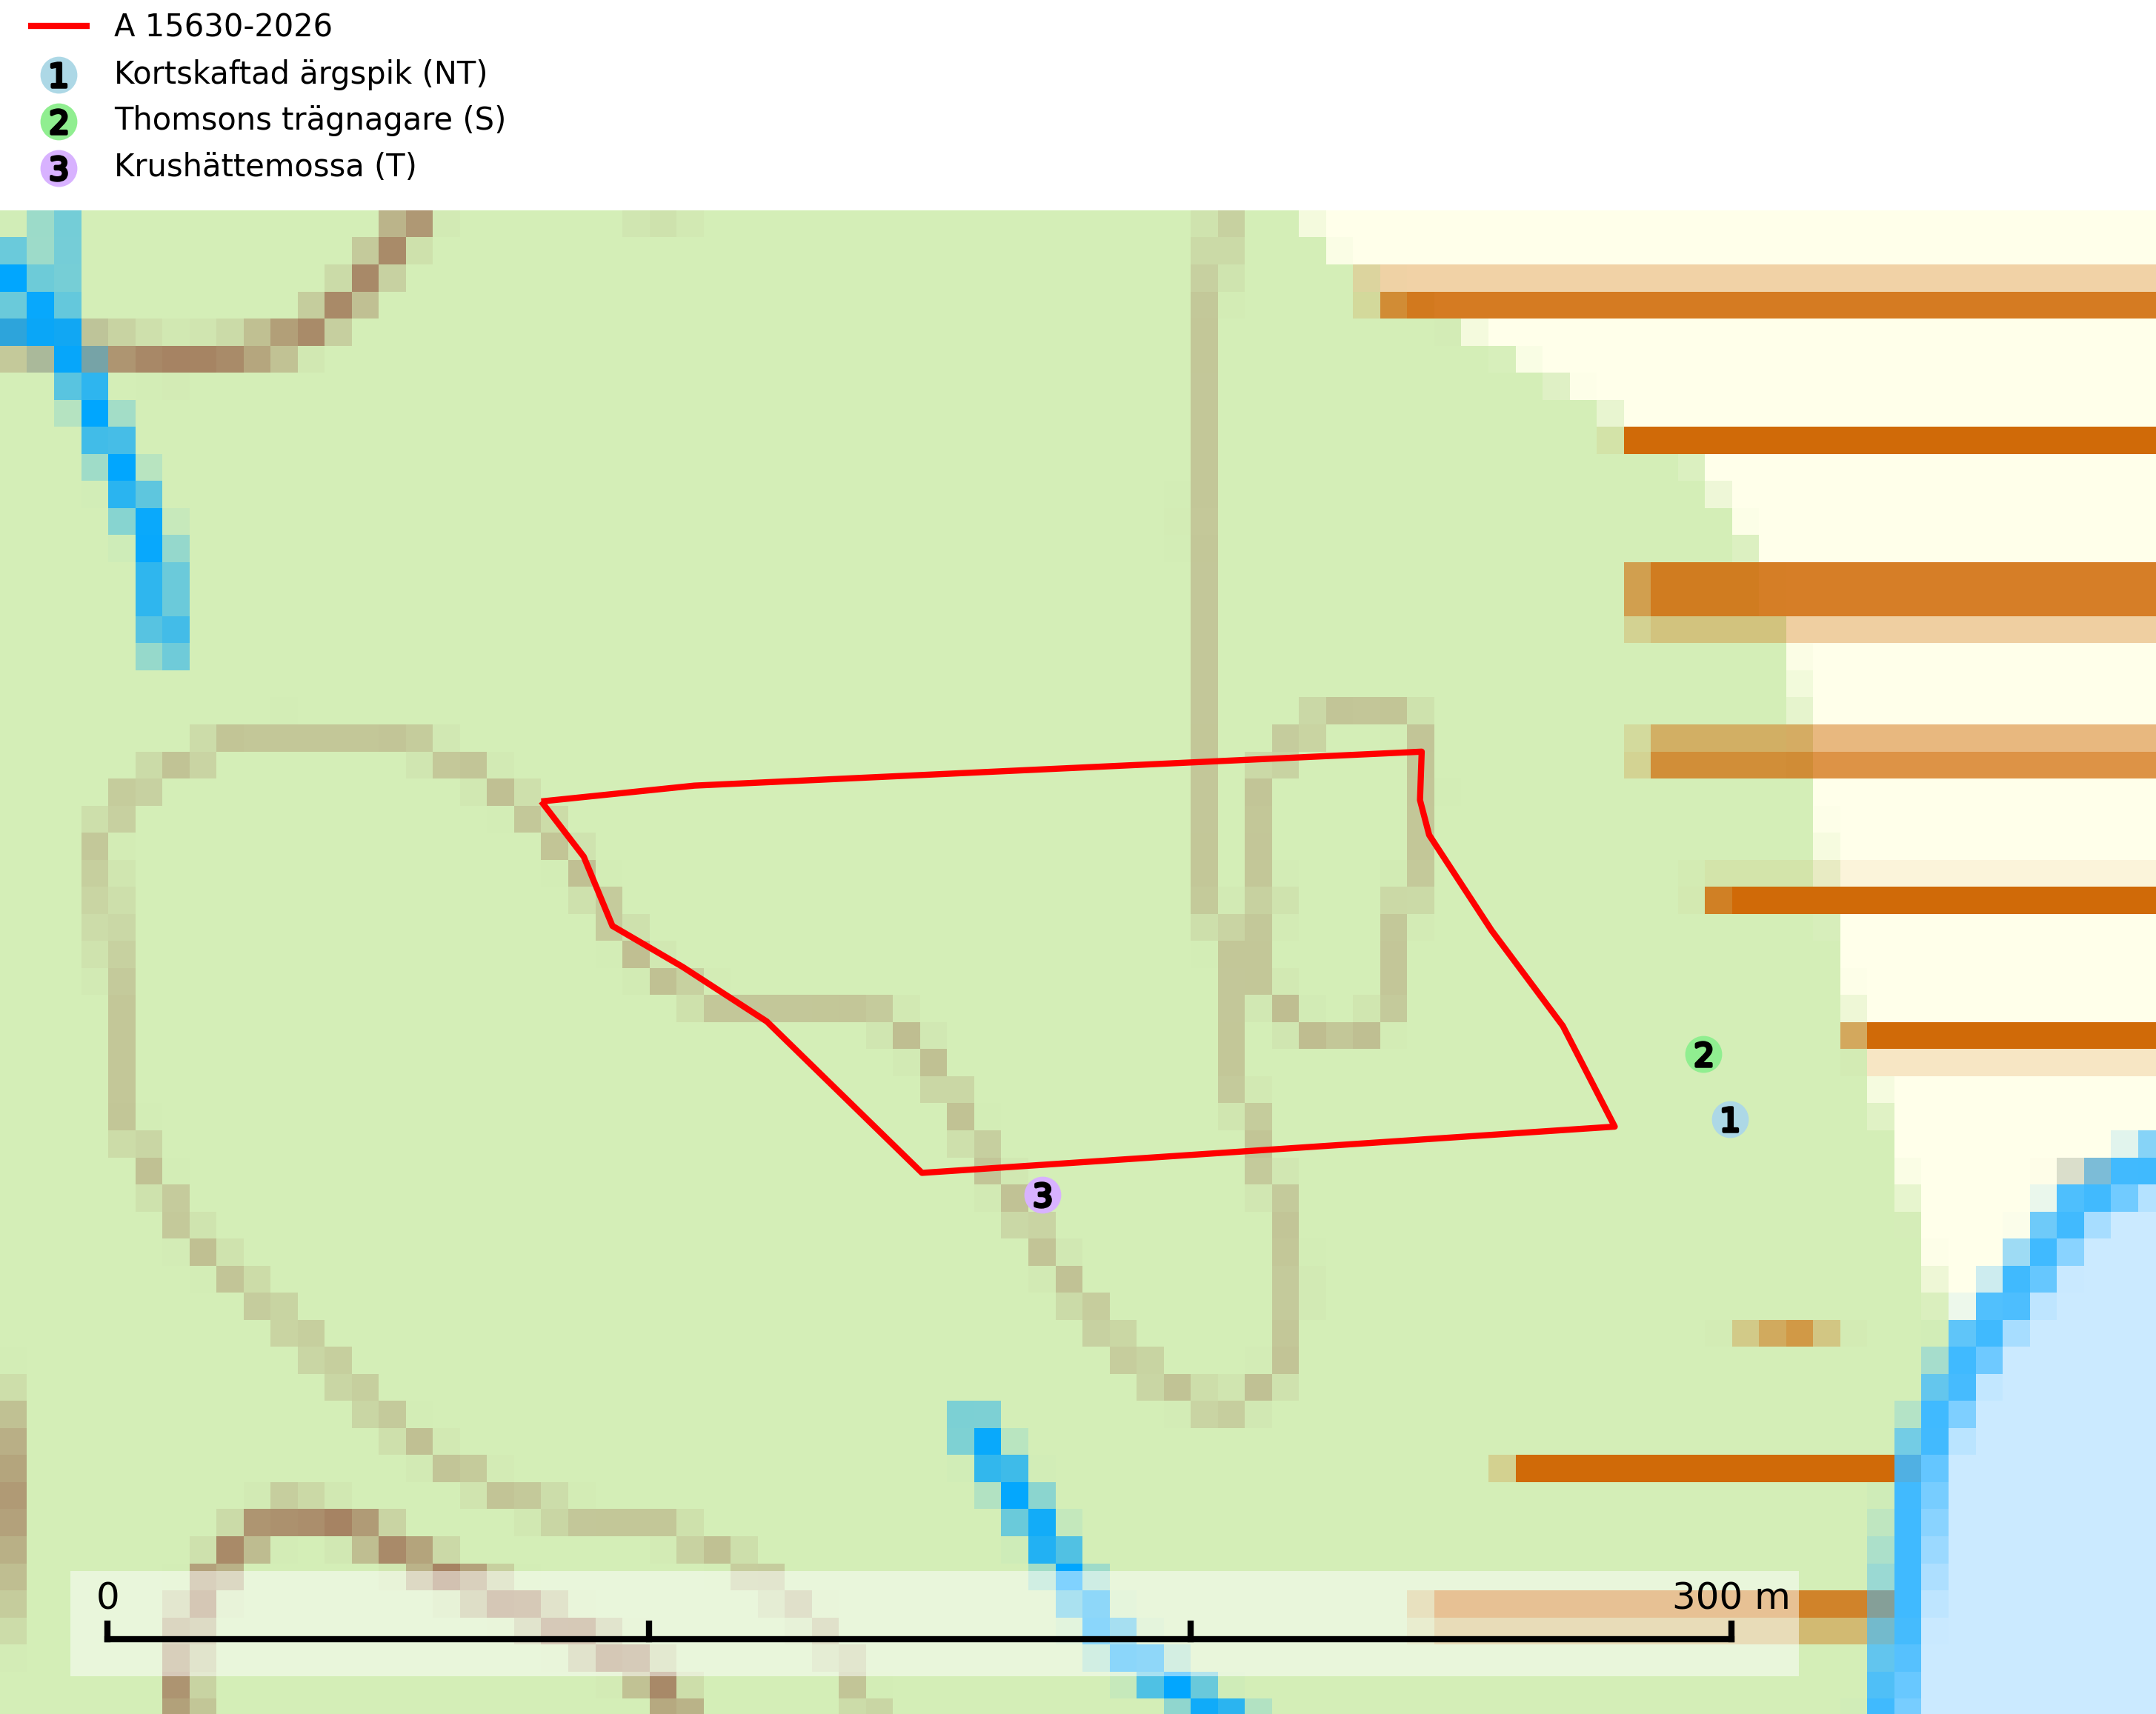 A 15630-2026
1 Kortskaftad ärgspik (NT)
2 Thomsons trägnagare (S)
3 Krushättemossa (T)
2
1
3
0 300 m